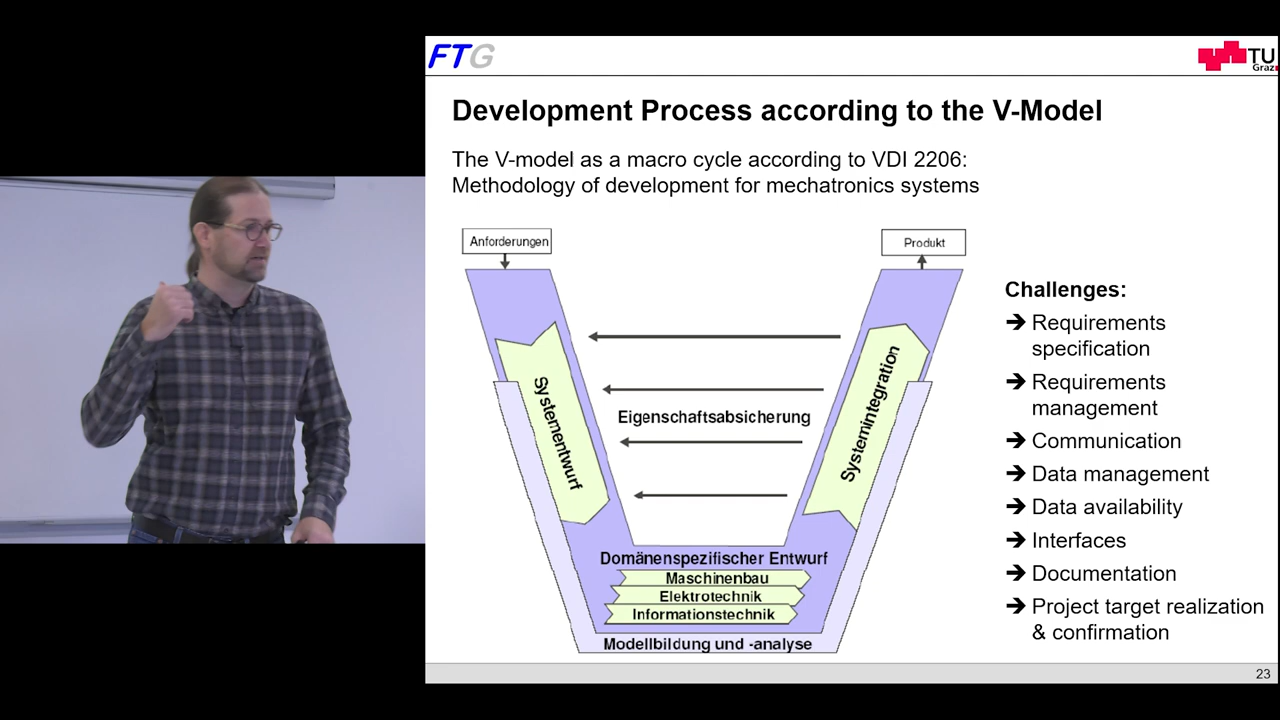 FTG
TU
Graz
Development Process according to the V-Model
The V-model as a macro cycle according to VDI 2206:
Methodology of development for mechatronics systems
Anforderungen
Produkt
Systementwurf
Eigenschaftsabsicherung
Systemintegration
Domänenspezifischer Entwurf
Maschinenbau
Elektrotechnik
Informationstechnik
Modellbildung und -analyse
Challenges:
➔ Requirements
specification
➔ Requirements
management
➔ Communication
➔ Data management
➔ Data availability
➔ Interfaces
➔ Documentation
➔ Project target realization
& confirmation
23